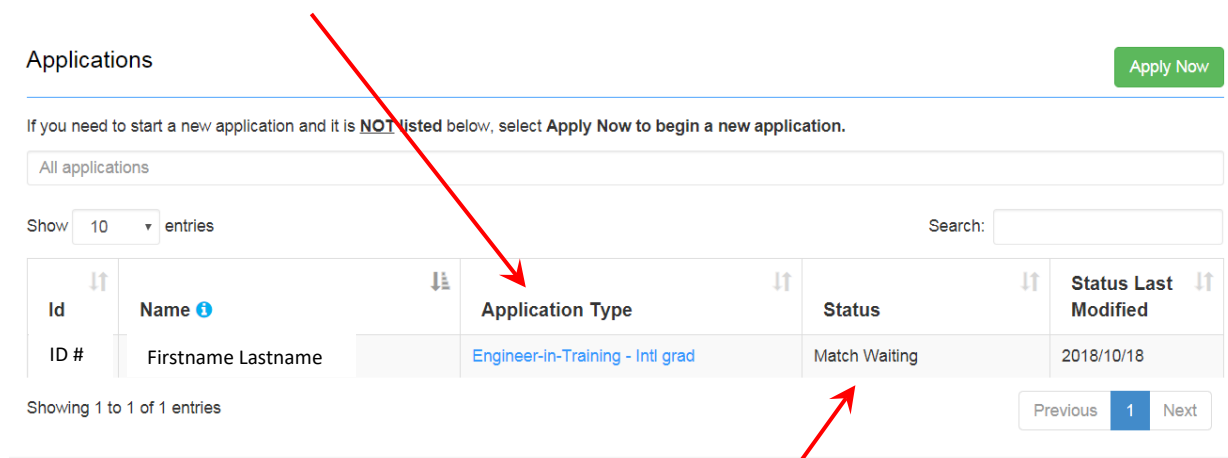 Applications
Apply Now
If you need to start a new application and it is NOT listed below, select Apply Now to begin a new application.
All applications
Show 10 entries
Search:
Id Name Application Type Status Status Last Modified
ID # Firstname Lastname Engineer-in-Training - Intl grad Match Waiting 2018/10/18
Showing 1 to 1 of 1 entries
Previous 1 Next